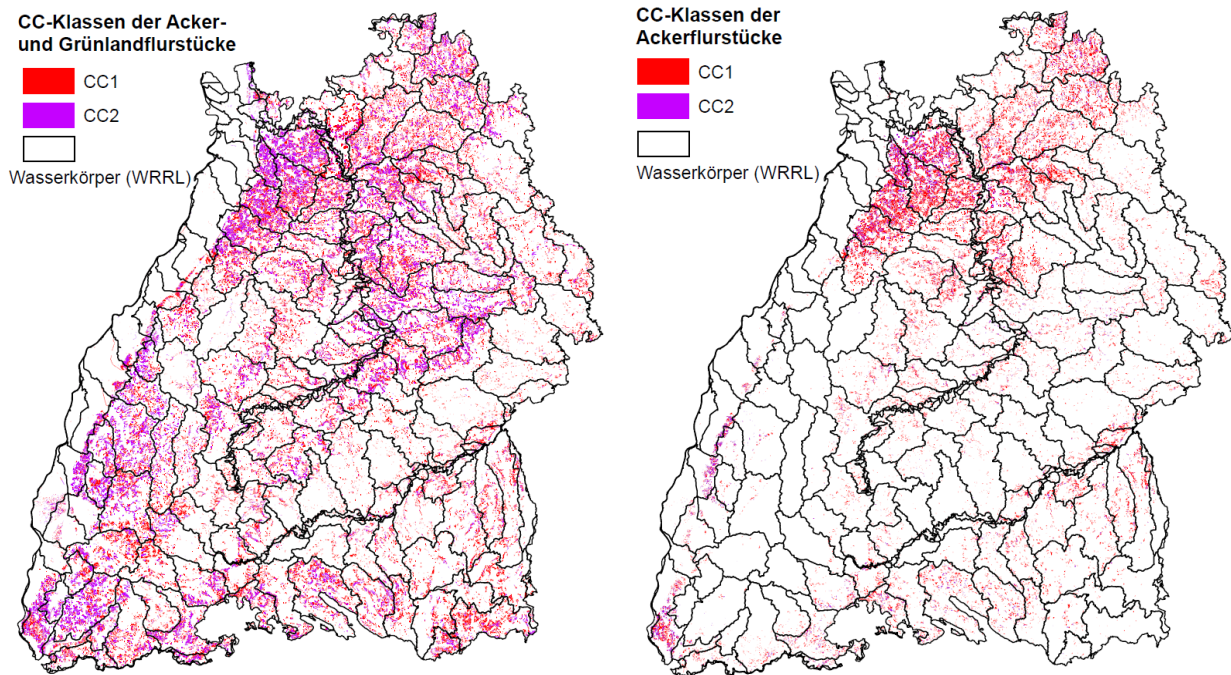 CC-Klassen der Acker-
und Grünlandflurstücke
CC1
CC2
Wasserkörper (WRRL)
CC-Klassen der
Ackerflurstücke
CC1
CC2
Wasserkörper (WRRL)